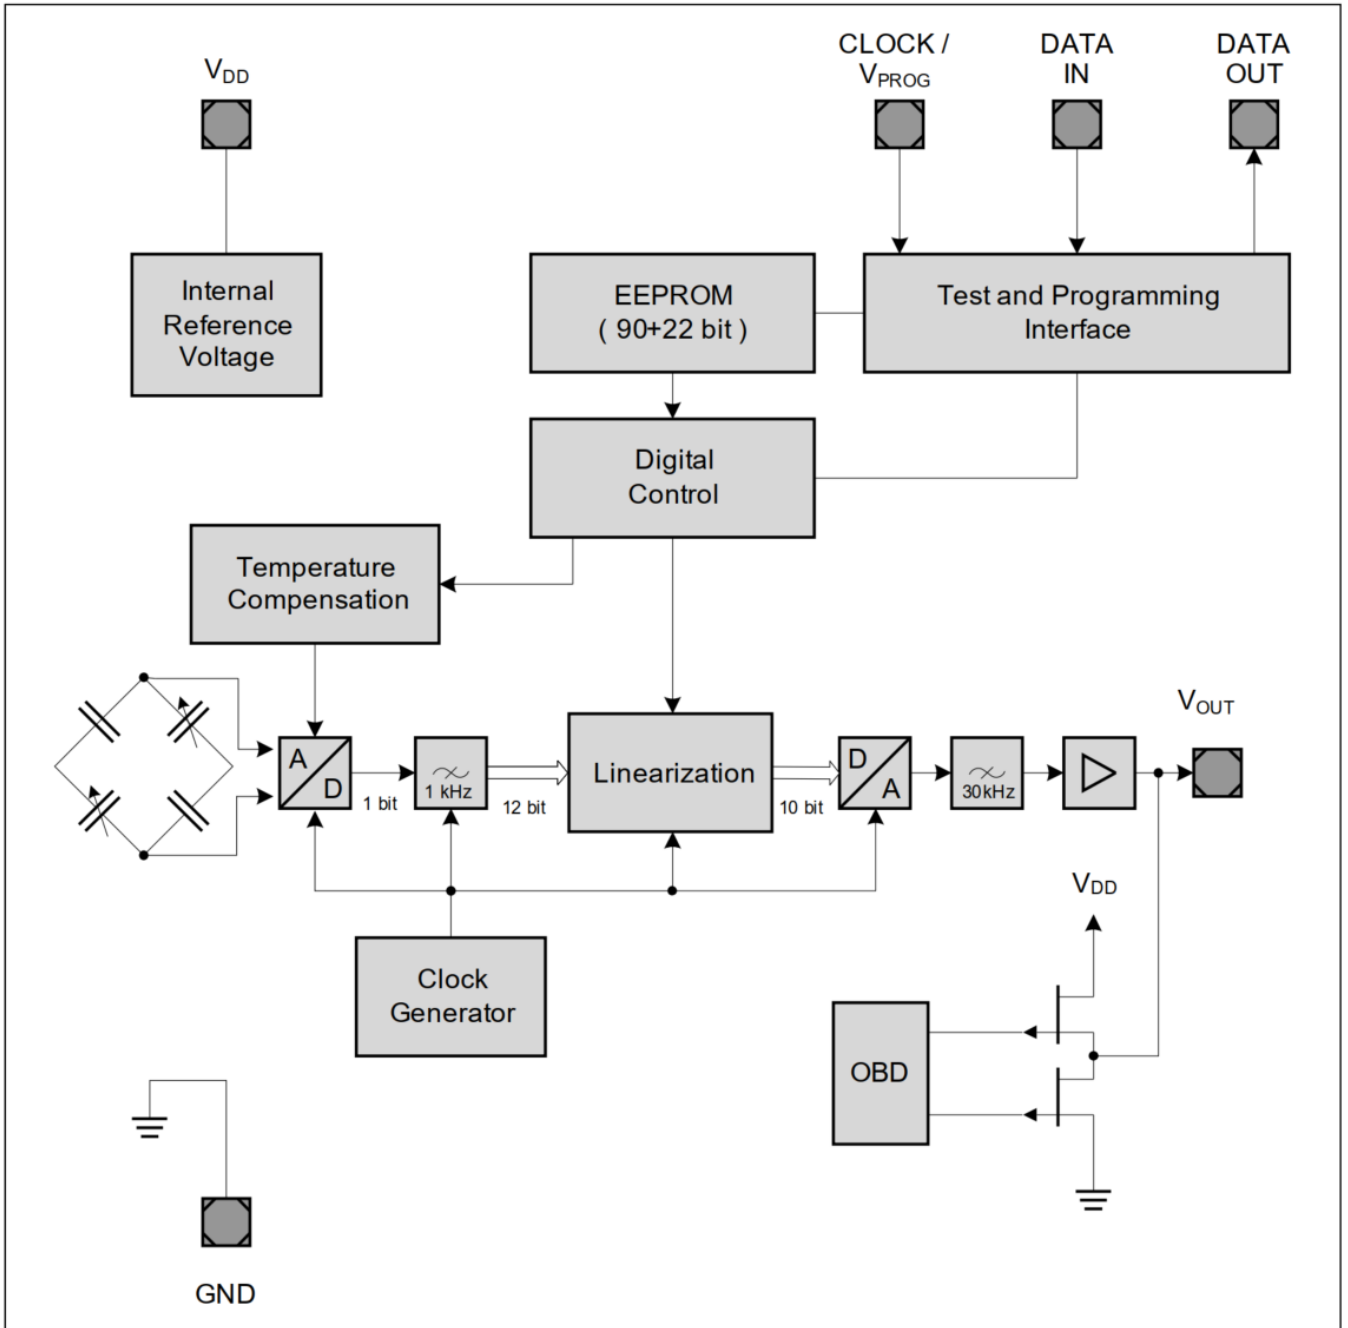 CLOCK /
VPROG
DATA
IN
DATA
OUT
VDD
Internal
Reference
Voltage
EEPROM
( 90+22 bit )
Test and Programming
Interface
Digital
Control
Temperature
Compensation
A
D
1 bit
1 kHz
12 bit
Linearization
10 bit
D
A
30kHz
VOUT
VDD
Clock
Generator
OBD
GND